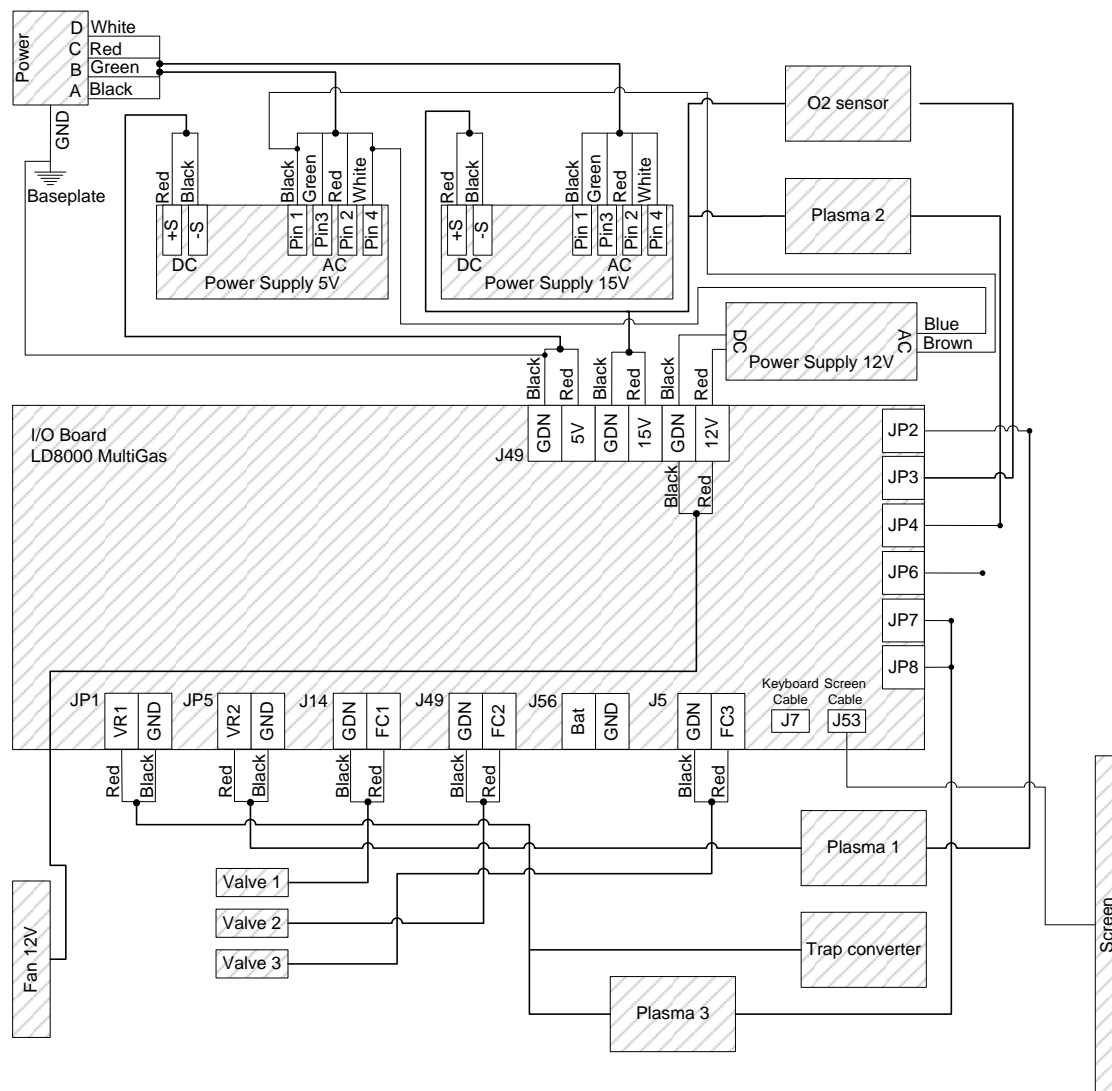 Power
D White
C Red
B Green
A Black
GND
Baseplate
Red
Black
+S
-S
DC
Black
Green
Red
White
Pin 1
Pin3
Pin 2
Pin 4
AC
Power Supply 5V
Red
Black
+S
-S
DC
Black
Green
Red
White
Pin 1
Pin3
Pin 2
Pin 4
AC
Power Supply 15V
O2 sensor
Plasma 2
DC
AC
Power Supply 12V
Blue
Brown
Black
Red
Black
Red
Black
Red
I/O Board
LD8000 MultiGas
J49
GDN
5V
GDN
15V
GDN
12V
Black
Red
JP2
JP3
JP4
JP6
JP7
JP8
JP1
VR1
GND
JP5
VR2
GND
J14
GDN
FC1
J49
GDN
FC2
J56
Bat
GND
J5
GDN
FC3
Keyboard
Cable
J7
Screen
Cable
J53
Red
Black
Red
Black
Black
Red
Black
Red
Black
Red
Valve 1
Valve 2
Valve 3
Fan 12V
Plasma 1
Trap converter
Plasma 3
Screen